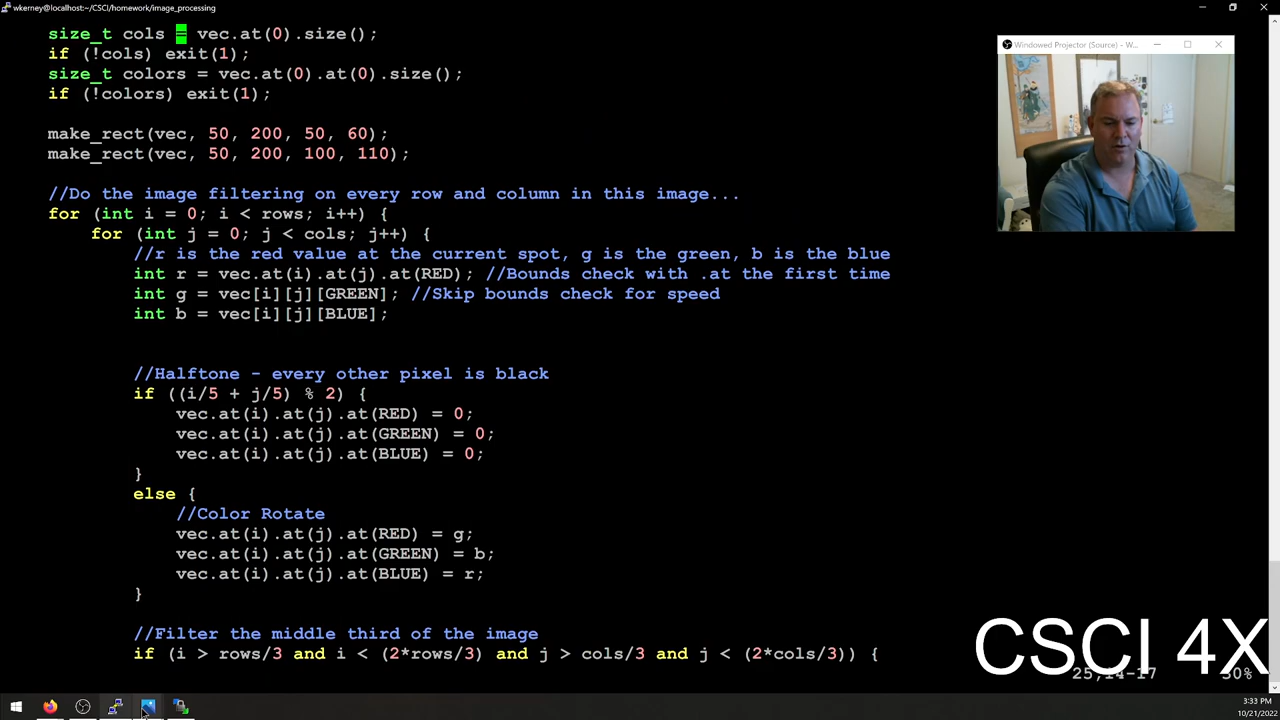 wkerney@localhost:~/CSCI/homework/image_processing
size_t cols = vec.at(0).size();
if (!cols) exit(1);
size_t colors = vec.at(0).at(0).size();
if (!colors) exit(1);
make_rect(vec, 50, 200, 50, 60);
make_rect(vec, 50, 200, 100, 110);
//Do the image filtering on every row and column in this image...
for (int i = 0; i < rows; i++) {
for (int j = 0; j < cols; j++) {
//r is the red value at the current spot, g is the green, b is the blue
int r = vec.at(i).at(j).at(RED); //Bounds check with .at the first time
int g = vec[i][j][GREEN]; //Skip bounds check for speed
int b = vec[i][j][BLUE];
//Halftone - every other pixel is black
if ((i/5 + j/5) % 2) {
vec.at(i).at(j).at(RED) = 0;
vec.at(i).at(j).at(GREEN) = 0;
vec.at(i).at(j).at(BLUE) = 0;
}
else {
//Color Rotate
vec.at(i).at(j).at(RED) = g;
vec.at(i).at(j).at(GREEN) = b;
vec.at(i).at(j).at(BLUE) = r;
}
//Filter the middle third of the image
if (i > rows/3 and i < (2*rows/3) and j > cols/3 and j < (2*cols/3)) {
Windowed Projector (Source) - W...
CSCI 4X
25,14-17
50%
3:33 PM
10/21/2022